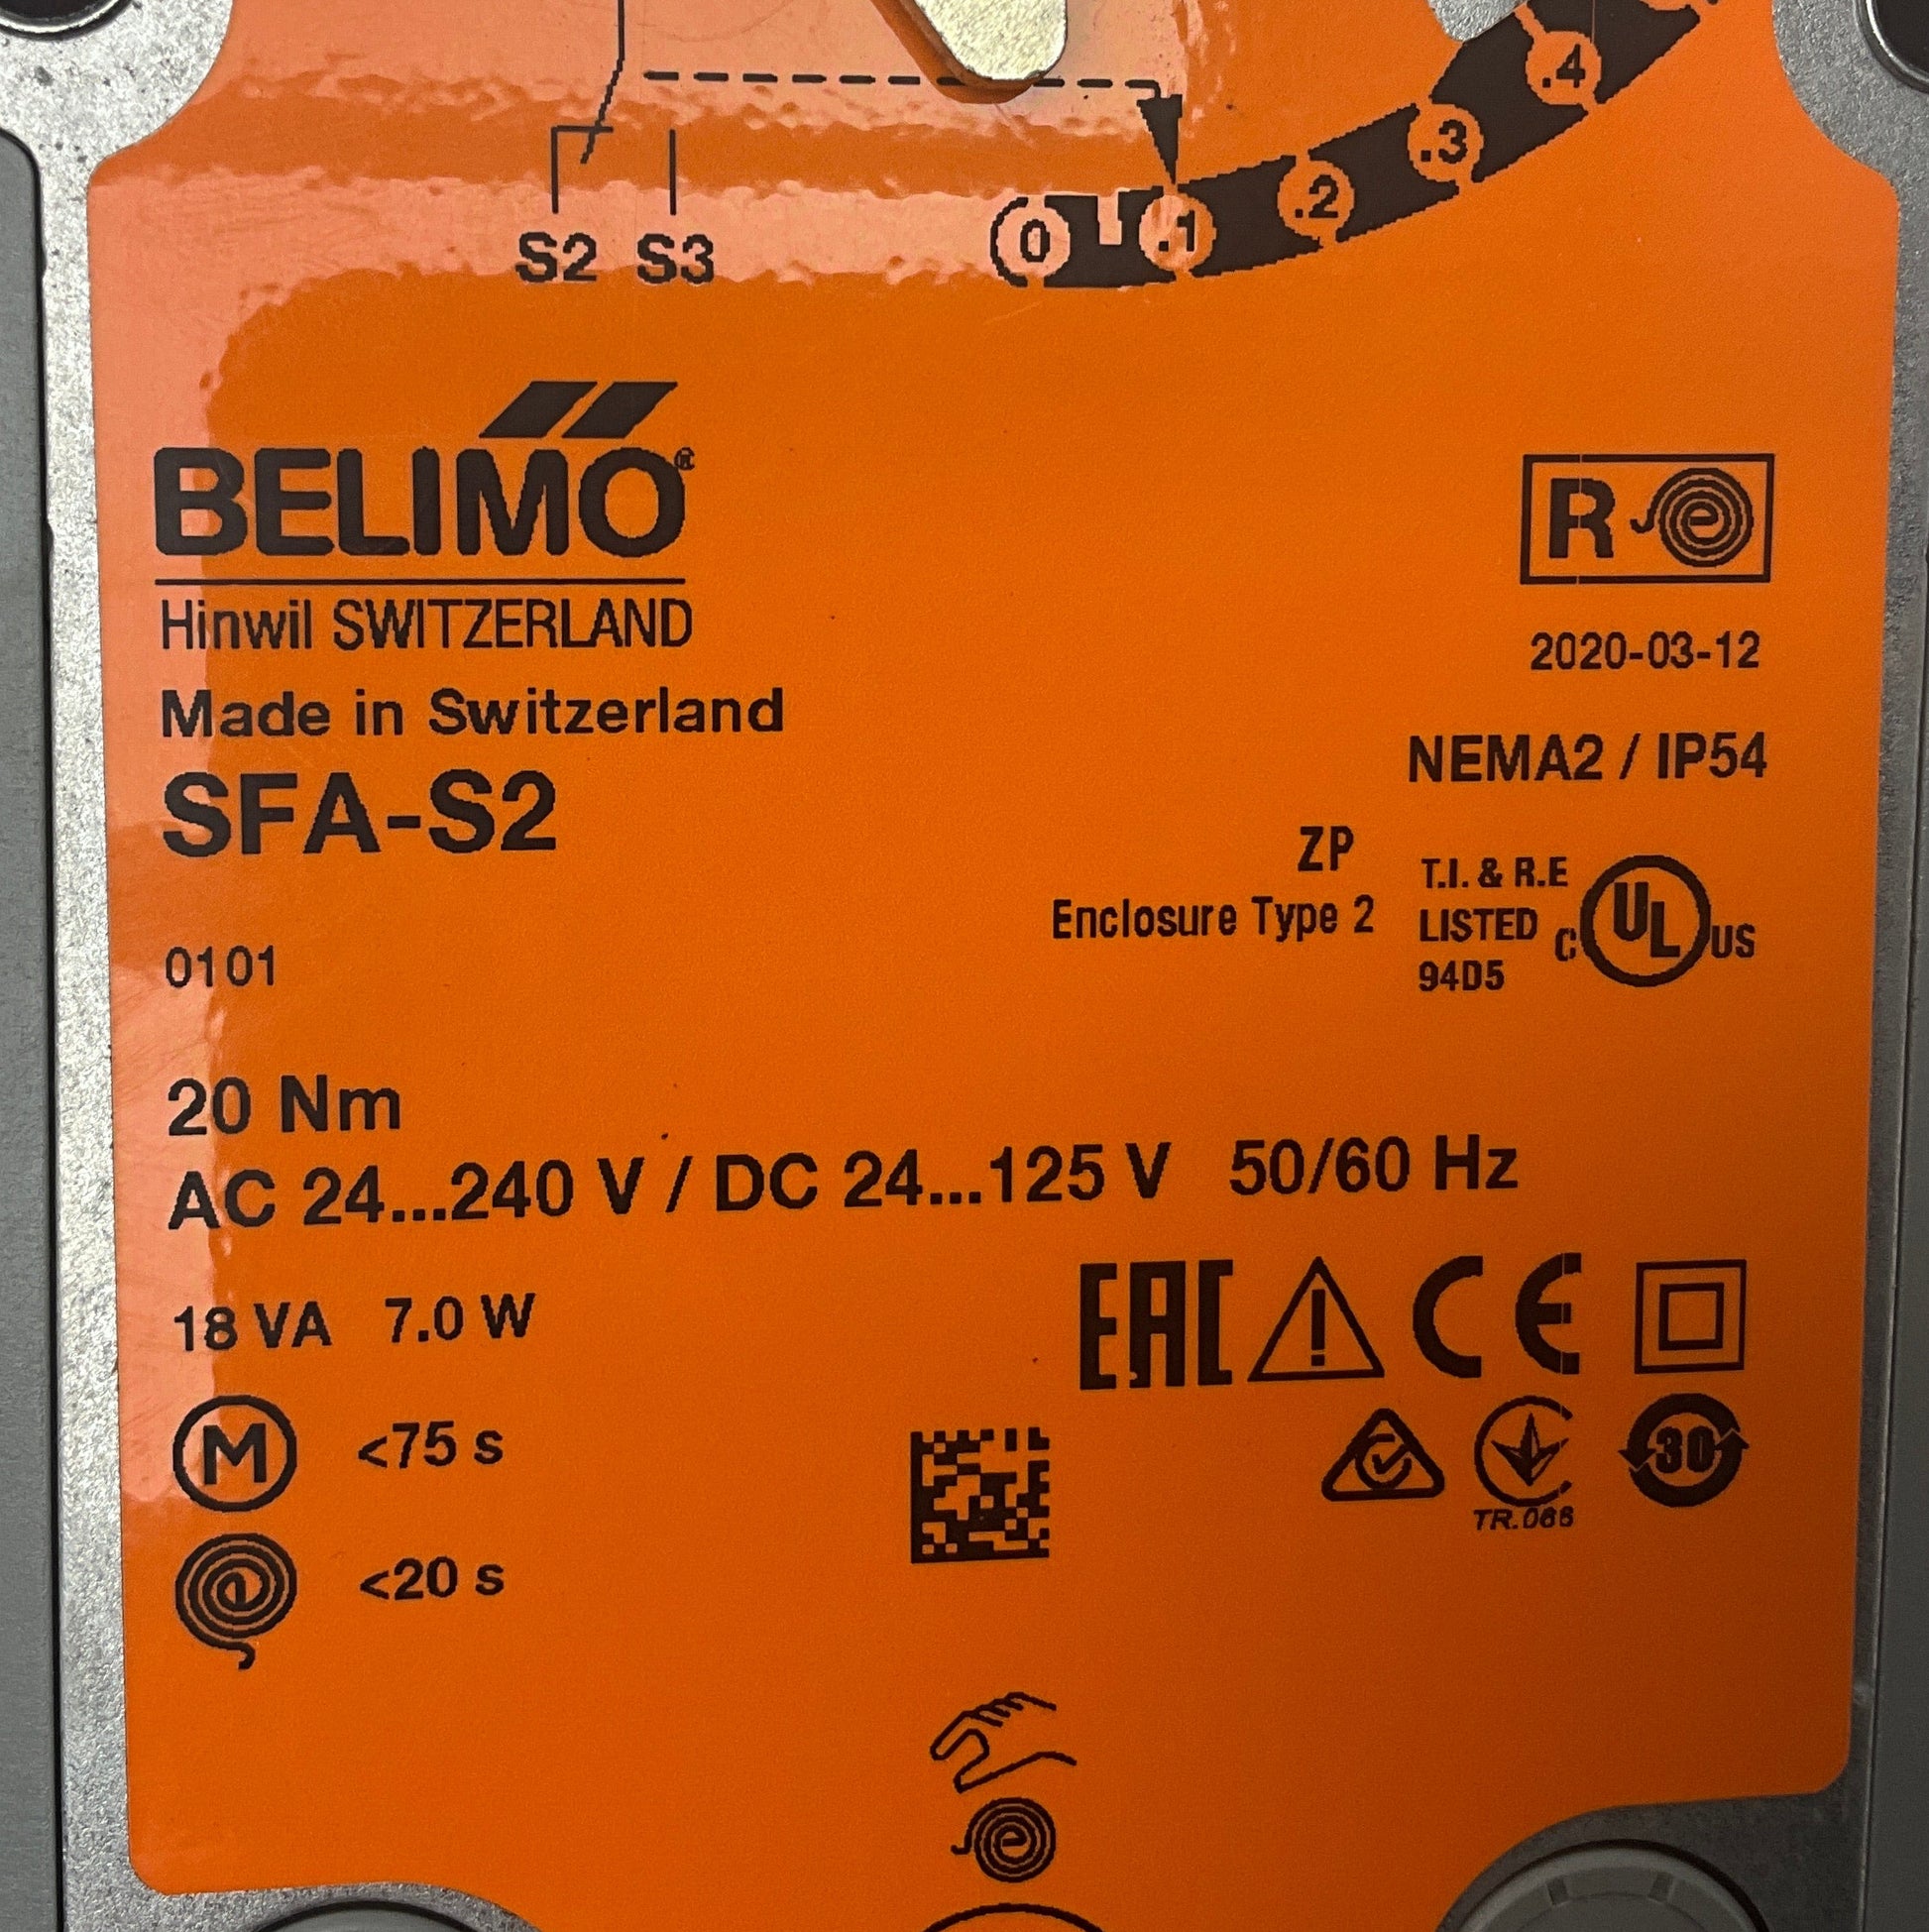 .4
.3
.2
.1
0
S2 S3
BELIMO®
Hinwil SWITZERLAND
Made in Switzerland
SFA-S2
0101
R
2020-03-12
NEMA2 / IP54
ZP
Enclosure Type 2
T.I. & R.E
LISTED
94D5
C UL US
20 Nm
AC 24...240 V / DC 24...125 V 50/60 Hz
18 VA 7.0 W
EAC ! CE
M <75 s
<20 s
30
TR.066